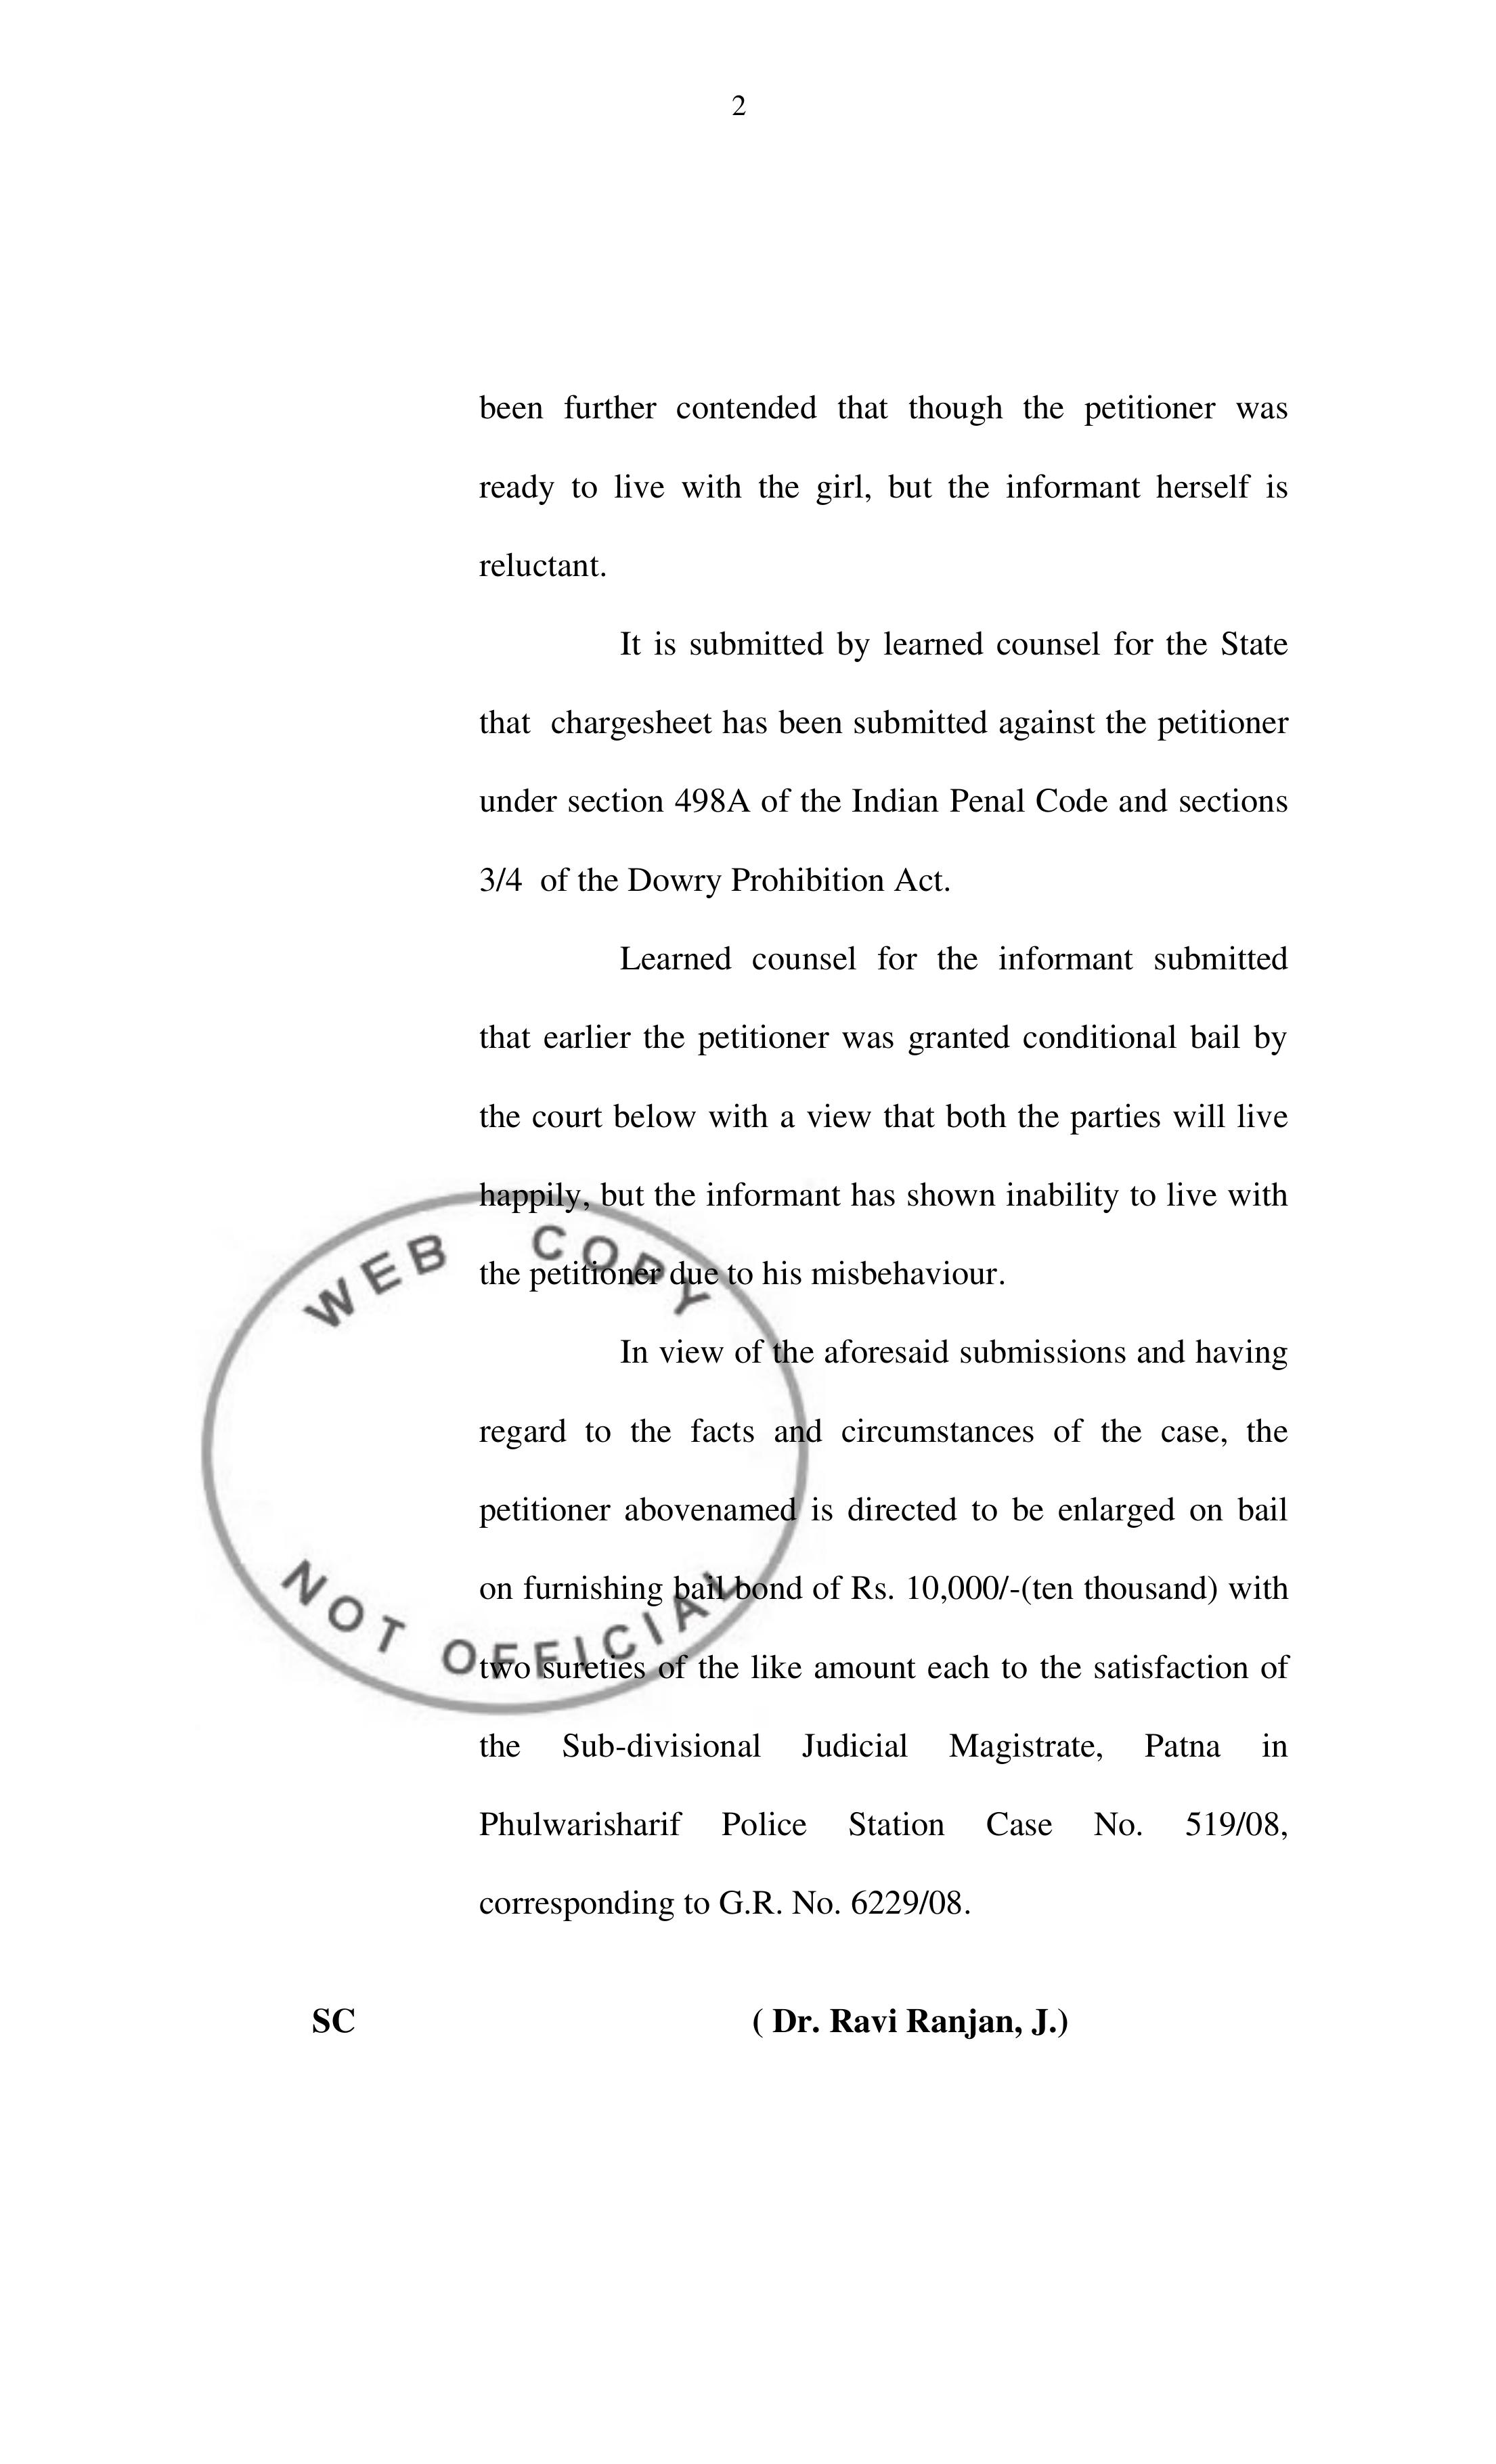 2
been further contended that though the petitioner was
ready to live with the girl, but the informant herself is
reluctant.
It is submitted by learned counsel for the State
that chargesheet has been submitted against the petitioner
under section 498A of the Indian Penal Code and sections
3/4 of the Dowry Prohibition Act.
Learned counsel for the informant submitted
that earlier the petitioner was granted conditional bail by
the court below with a view that both the parties will live
happily, but the informant has shown inability to live with
the petitioner due to his misbehaviour.
In view of the aforesaid submissions and having
regard to the facts and circumstances of the case, the
petitioner abovenamed is directed to be enlarged on bail
on furnishing bail bond of Rs. 10,000/-(ten thousand) with
two sureties of the like amount each to the satisfaction of
the Sub-divisional Judicial Magistrate, Patna in
Phulwarisharif Police Station Case No. 519/08,
corresponding to G.R. No. 6229/08.
SC ( Dr. Ravi Ranjan, J.)
WEB COPY
NOT OFFICIAL